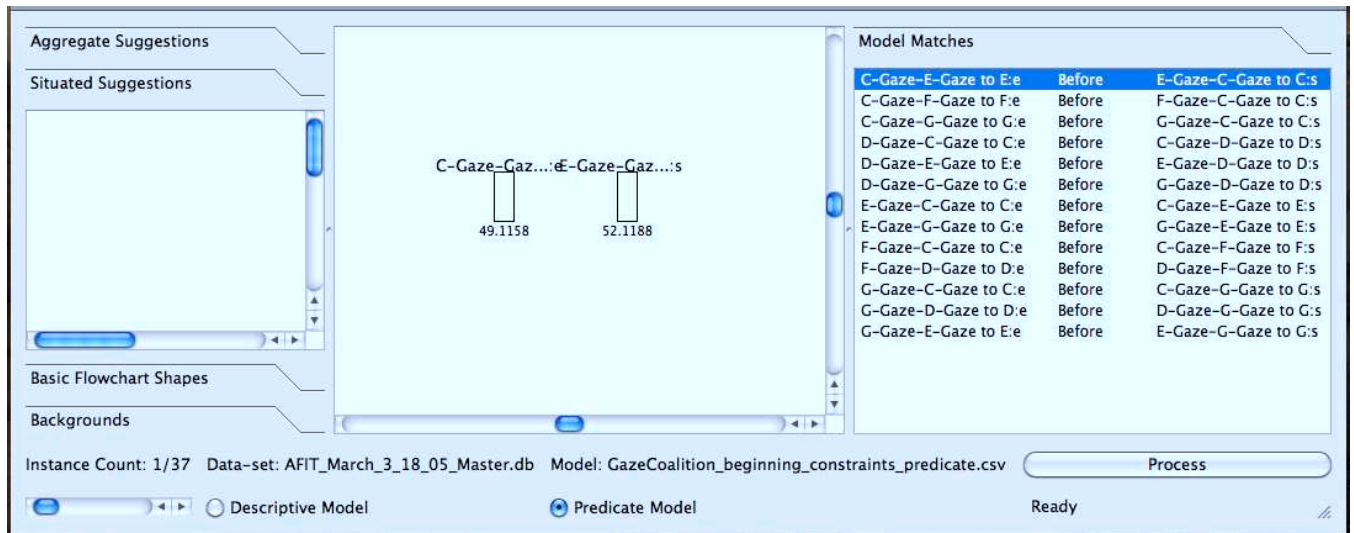 Aggregate Suggestions
Situated Suggestions
Basic Flowchart Shapes
Backgrounds
C-Gaze-Gaz...:e E-Gaze-Gaz...:s
49.1158 52.1188
Model Matches
C-Gaze-E-Gaze to E:e Before E-Gaze-C-Gaze to C:s
C-Gaze-F-Gaze to F:e Before F-Gaze-C-Gaze to C:s
C-Gaze-G-Gaze to G:e Before G-Gaze-C-Gaze to C:s
D-Gaze-C-Gaze to C:e Before C-Gaze-D-Gaze to D:s
D-Gaze-E-Gaze to E:e Before E-Gaze-D-Gaze to D:s
D-Gaze-G-Gaze to G:e Before G-Gaze-D-Gaze to D:s
E-Gaze-C-Gaze to C:e Before C-Gaze-E-Gaze to E:s
E-Gaze-G-Gaze to G:e Before G-Gaze-E-Gaze to E:s
F-Gaze-C-Gaze to C:e Before C-Gaze-F-Gaze to F:s
F-Gaze-D-Gaze to D:e Before D-Gaze-F-Gaze to F:s
G-Gaze-C-Gaze to C:e Before C-Gaze-G-Gaze to G:s
G-Gaze-D-Gaze to D:e Before D-Gaze-G-Gaze to G:s
G-Gaze-E-Gaze to E:e Before E-Gaze-G-Gaze to G:s
Instance Count: 1/37 Data-set: AFIT_March_3_18_05_Master.db Model: GazeCoalition_beginning_constraints_predicate.csv Process
Descriptive Model Predicate Model Ready